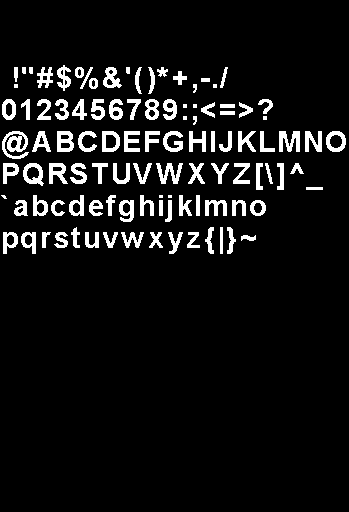 !"#$%&'()*+,-./
0123456789:;<=>?
@ABCDEFGHIJKLMNO
PQRSTUVWXYZ[\]^_
`abcdefghijklmno
pqrstuvwxyz{|}~